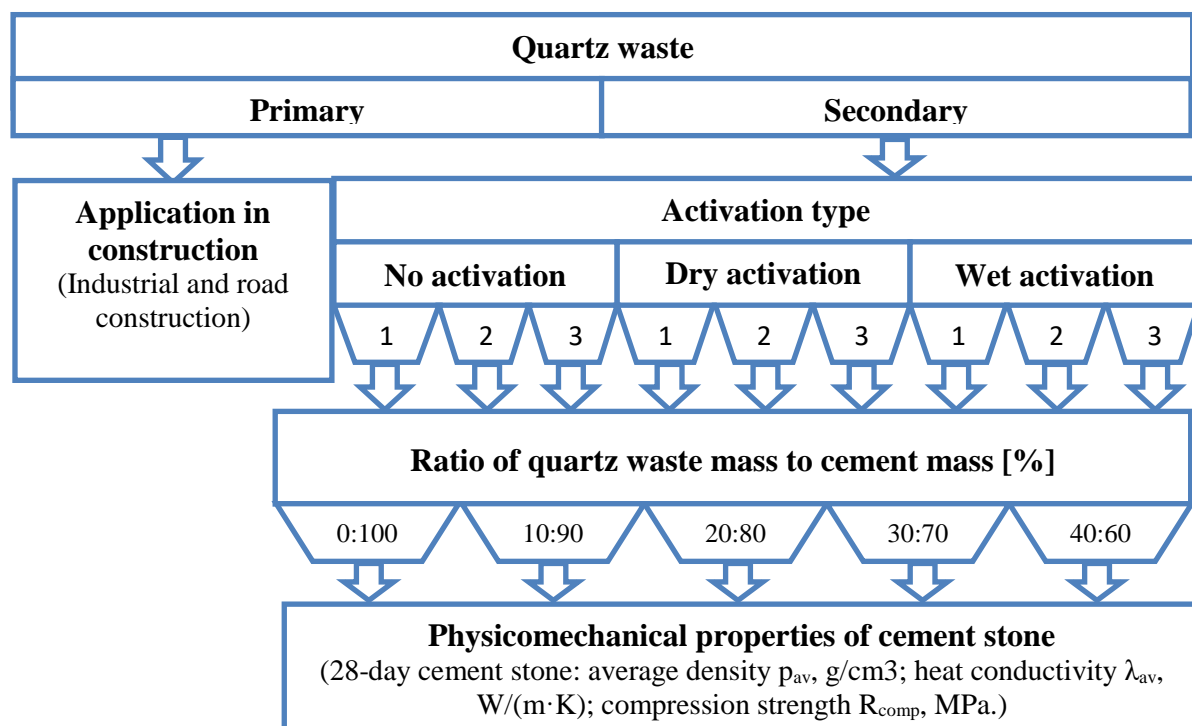 Quartz waste
Primary
Secondary
Application in
construction
(Industrial and road
construction)
Activation type
No activation
Dry activation
Wet activation
1
2
3
1
2
3
1
2
3
Ratio of quartz waste mass to cement mass [%]
0:100
10:90
20:80
30:70
40:60
Physicomechanical properties of cement stone
(28-day cement stone: average density pav, g/cm3; heat conductivity λav,
W/(m·K); compression strength Rcomp, MPa.)